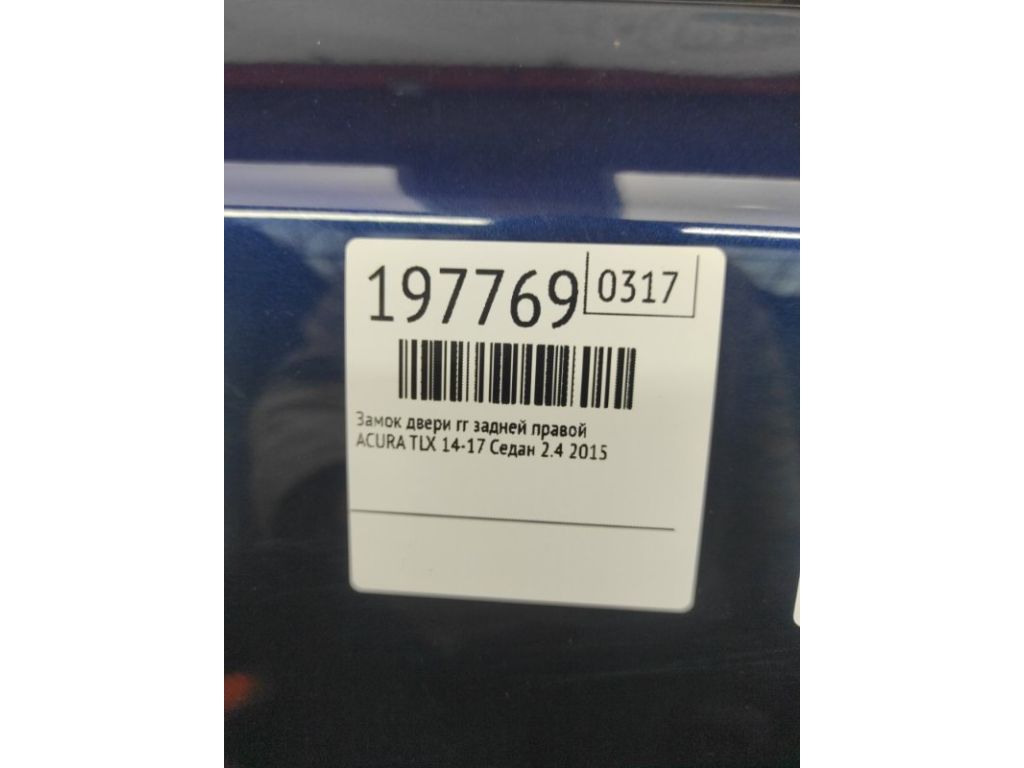 197769 0317
Замок двери rr задней правой
ACURA TLX 14-17 Седан 2.4 2015